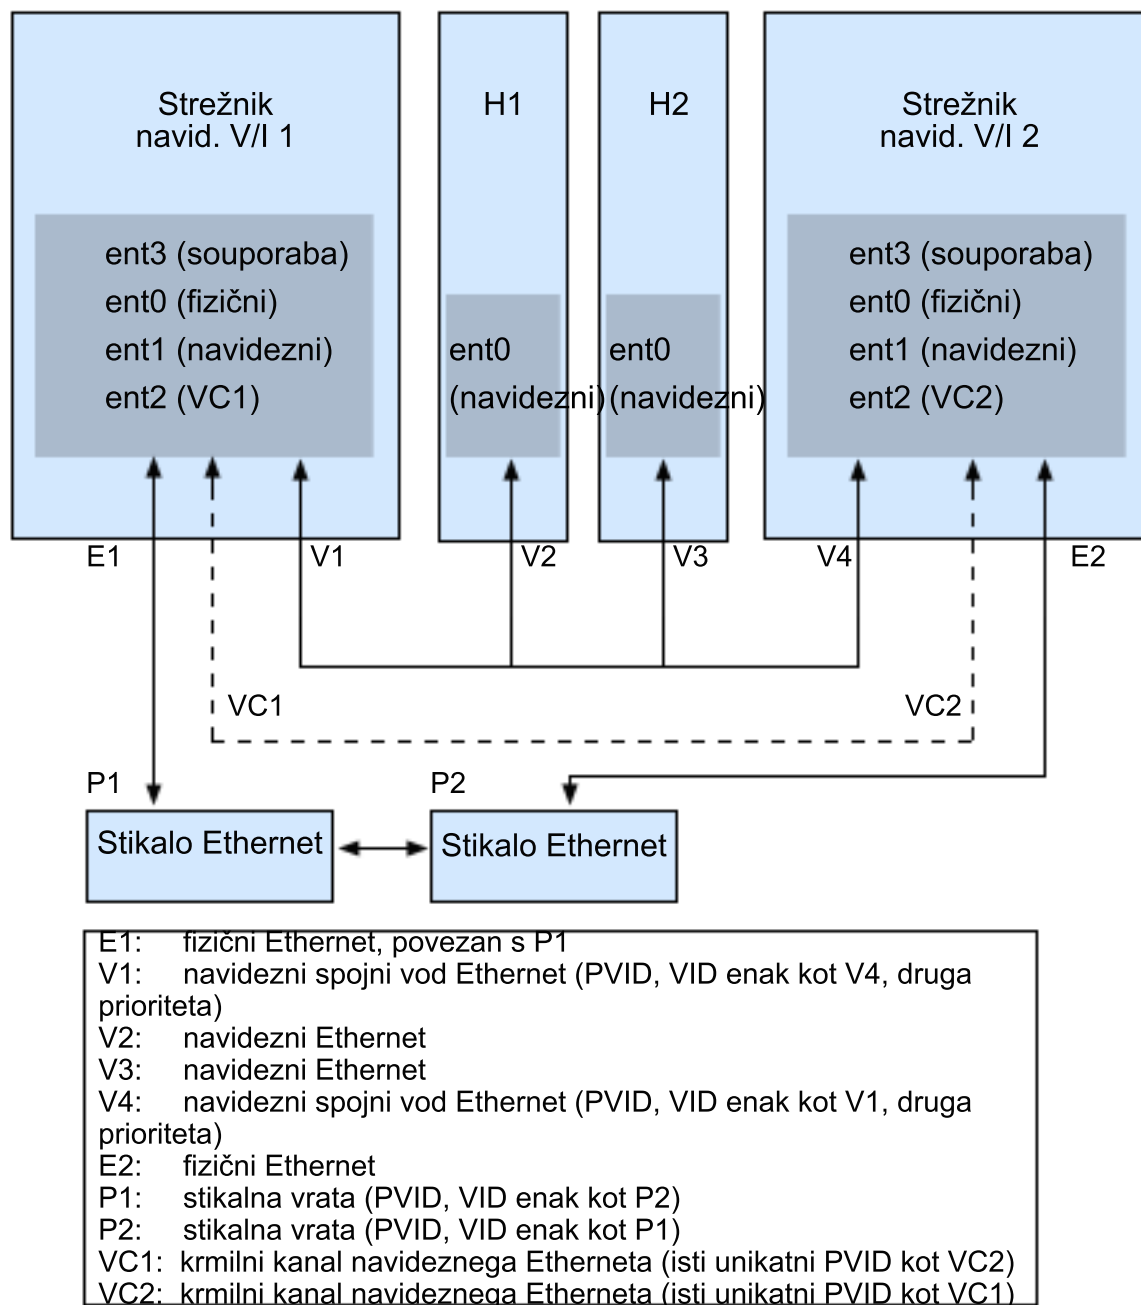 Strežnik
navid. V/I 1
H1
H2
Strežnik
navid. V/I 2
ent3 (souporaba)
ent0 (fizični)
ent1 (navidezni)
ent2 (VC1)
ent0
(navidezni)
ent0
(navidezni)
ent3 (souporaba)
ent0 (fizični)
ent1 (navidezni)
ent2 (VC2)
E1
V1
V2
V3
V4
E2
VC1
VC2
P1
P2
Stikalo Ethernet
Stikalo Ethernet
E1: fizični Ethernet, povezan s P1
V1: navidezni spojni vod Ethernet (PVID, VID enak kot V4, druga
prioriteta)
V2: navidezni Ethernet
V3: navidezni Ethernet
V4: navidezni spojni vod Ethernet (PVID, VID enak kot V1, druga
prioriteta)
E2: fizični Ethernet
P1: stikalna vrata (PVID, VID enak kot P2)
P2: stikalna vrata (PVID, VID enak kot P1)
VC1: krmilni kanal navideznega Etherneta (isti unikatni PVID kot VC2)
VC2: krmilni kanal navideznega Etherneta (isti unikatni PVID kot VC1)